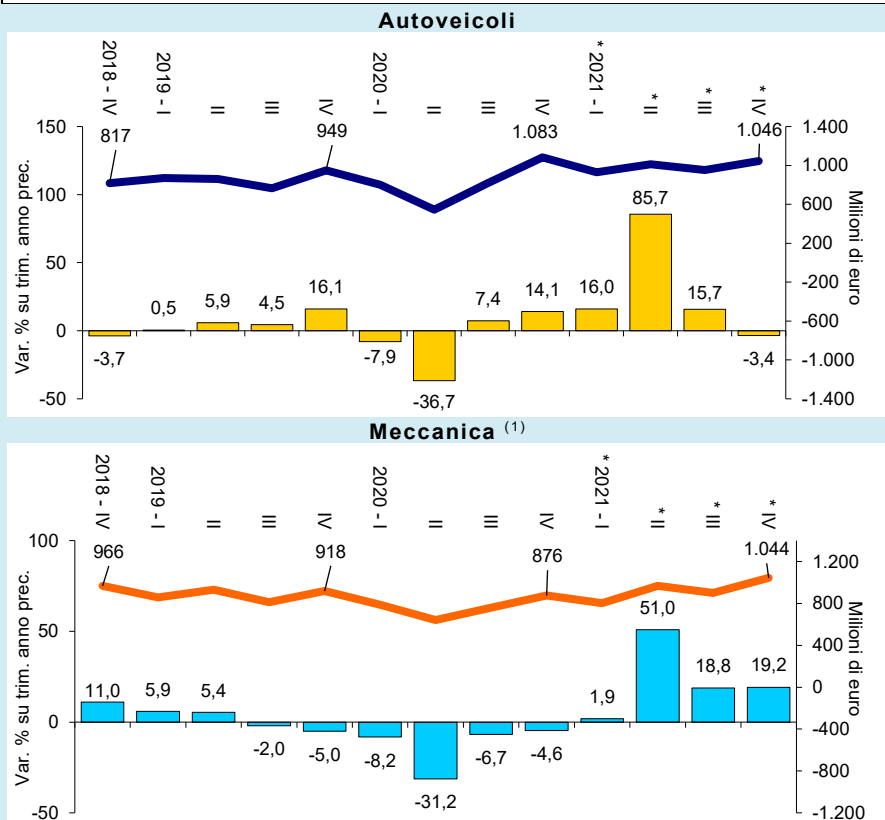 Autoveicoli
2018 - IV
2019 - I
II
III
IV
2020 - I
II
III
IV
* 2021 - I
* II
* III
* IV
Var. % su trim. anno prec.
150
100
50
0
-50
817
949
1.083
1.046
-3,7
0,5
5,9
4,5
16,1
-7,9
-36,7
7,4
14,1
16,0
85,7
15,7
-3,4
1.400
1.000
600
200
-200
-600
-1.000
-1.400
Milioni di euro
Meccanica (1)
2018 - IV
2019 - I
II
III
IV
2020 - I
II
III
IV
* 2021 - I
* II
* III
* IV
Var. % su trim. anno prec.
100
50
0
-50
966
918
876
1.044
11,0
5,9
5,4
-2,0
-5,0
-8,2
-31,2
-6,7
-4,6
1,9
51,0
18,8
19,2
1.200
800
400
0
-400
-800
-1.200
Milioni di euro